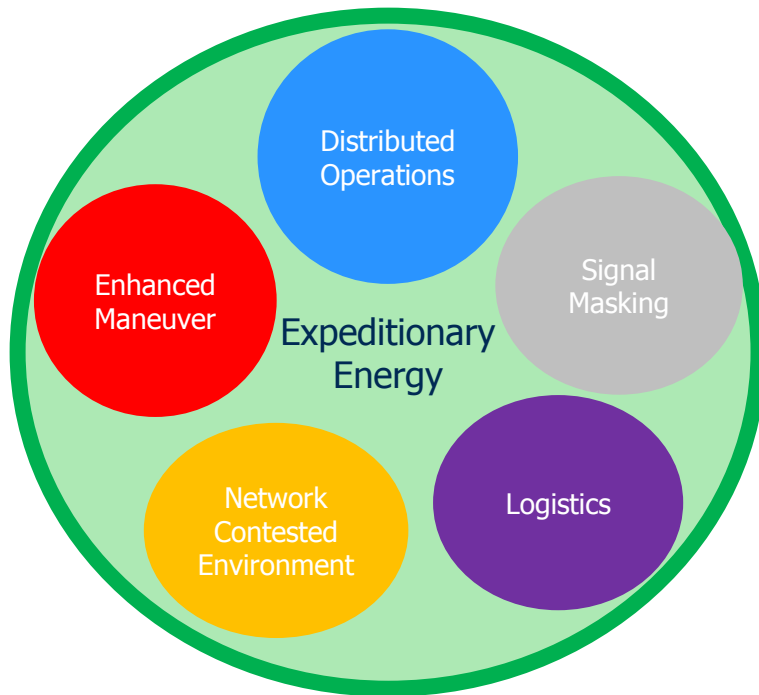 Distributed
Operations
Signal
Masking
Enhanced
Maneuver
Expeditionary
Energy
Network
Contested
Environment
Logistics